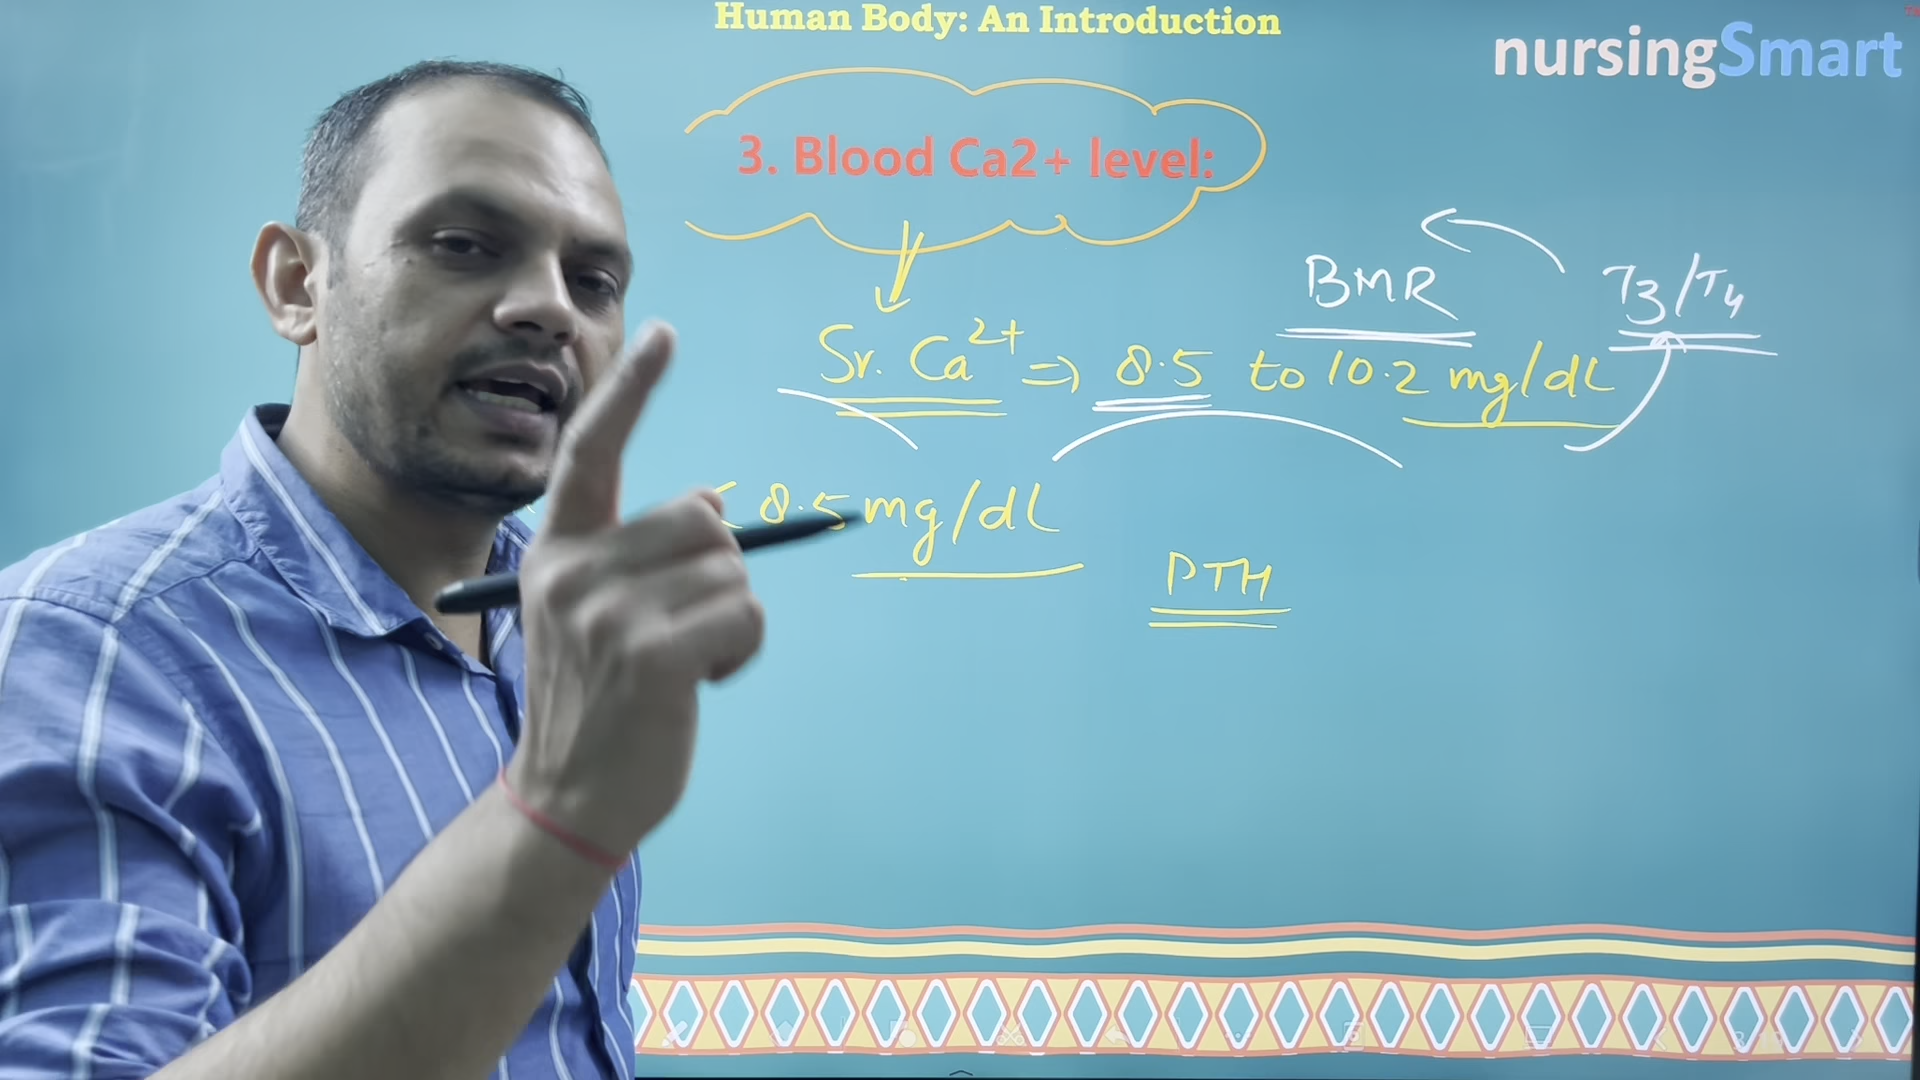 Human Body: An Introduction
nursingSmart
3. Blood Ca2+ level:
BMR
T3/T4
Sr. Ca2+ ⇒ 8.5 to 10.2 mg/dL
< 8.5 mg/dL
PTH